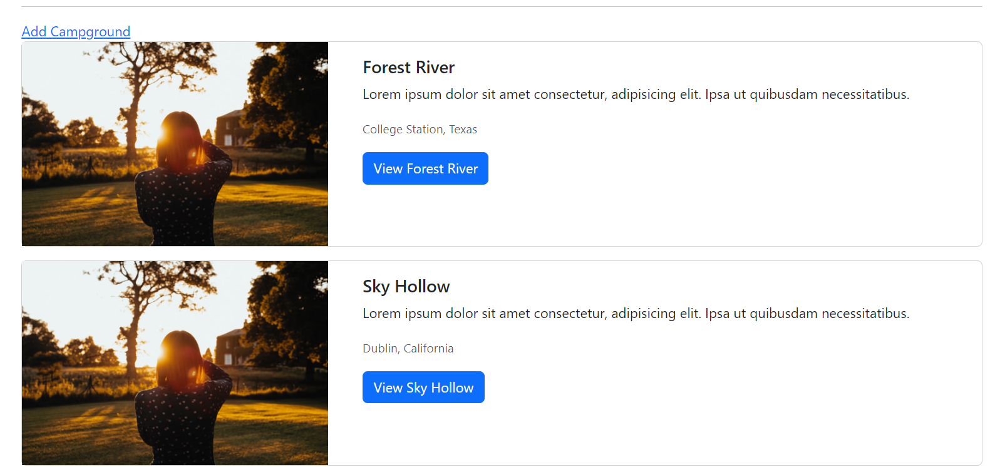 Add Campground
Forest River
Lorem ipsum dolor sit amet consectetur, adipisicing elit. Ipsa ut quibusdam necessitatibus.
College Station, Texas
View Forest River
Sky Hollow
Lorem ipsum dolor sit amet consectetur, adipisicing elit. Ipsa ut quibusdam necessitatibus.
Dublin, California
View Sky Hollow